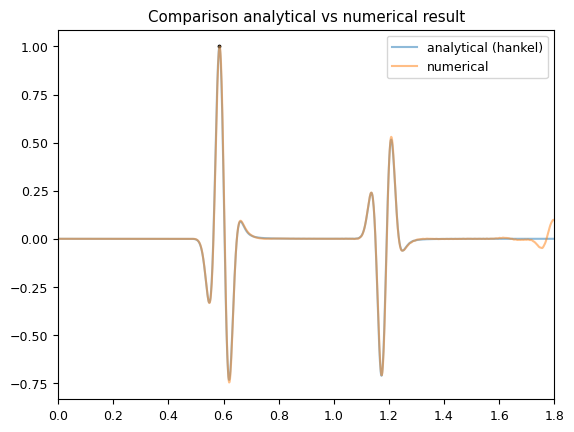 Comparison analytical vs numerical result
analytical (hankel)
numerical
1.00
0.75
0.50
0.25
0.00
−0.25
−0.50
−0.75
0.0 0.2 0.4 0.6 0.8 1.0 1.2 1.4 1.6 1.8